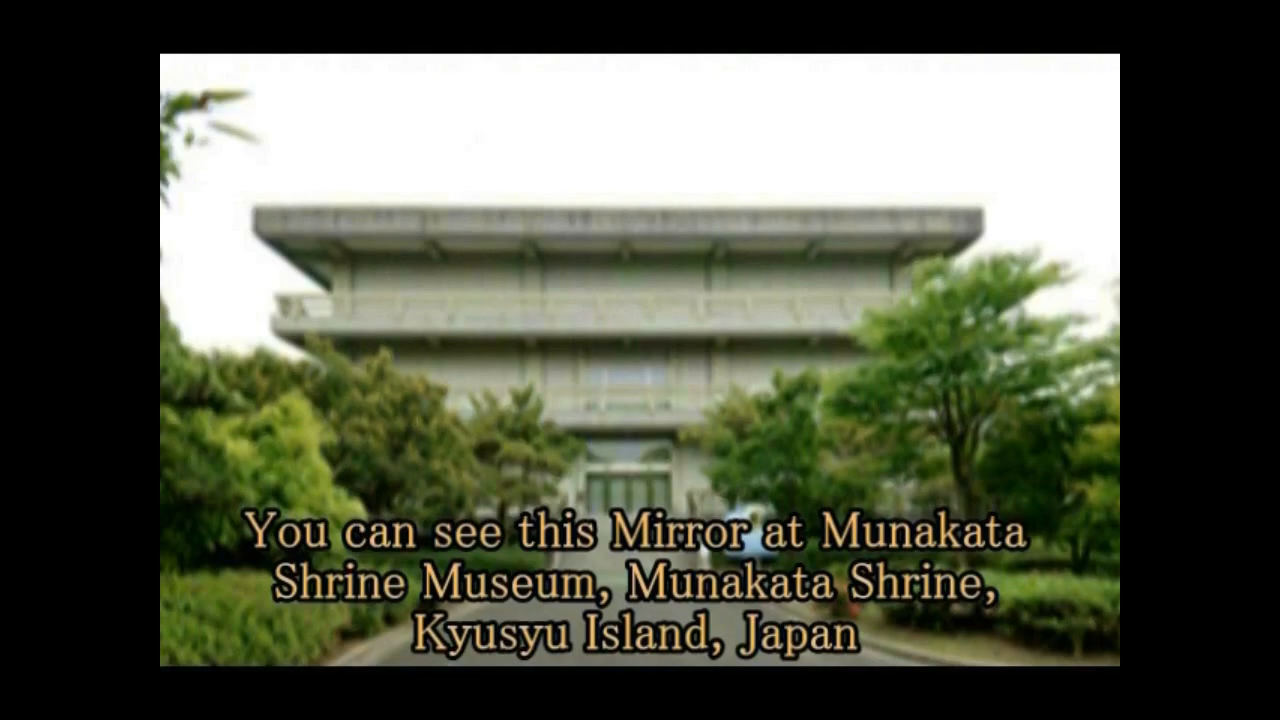 You can see this Mirror at Munakata
Shrine Museum, Munakata Shrine,
Kyusyu Island, Japan